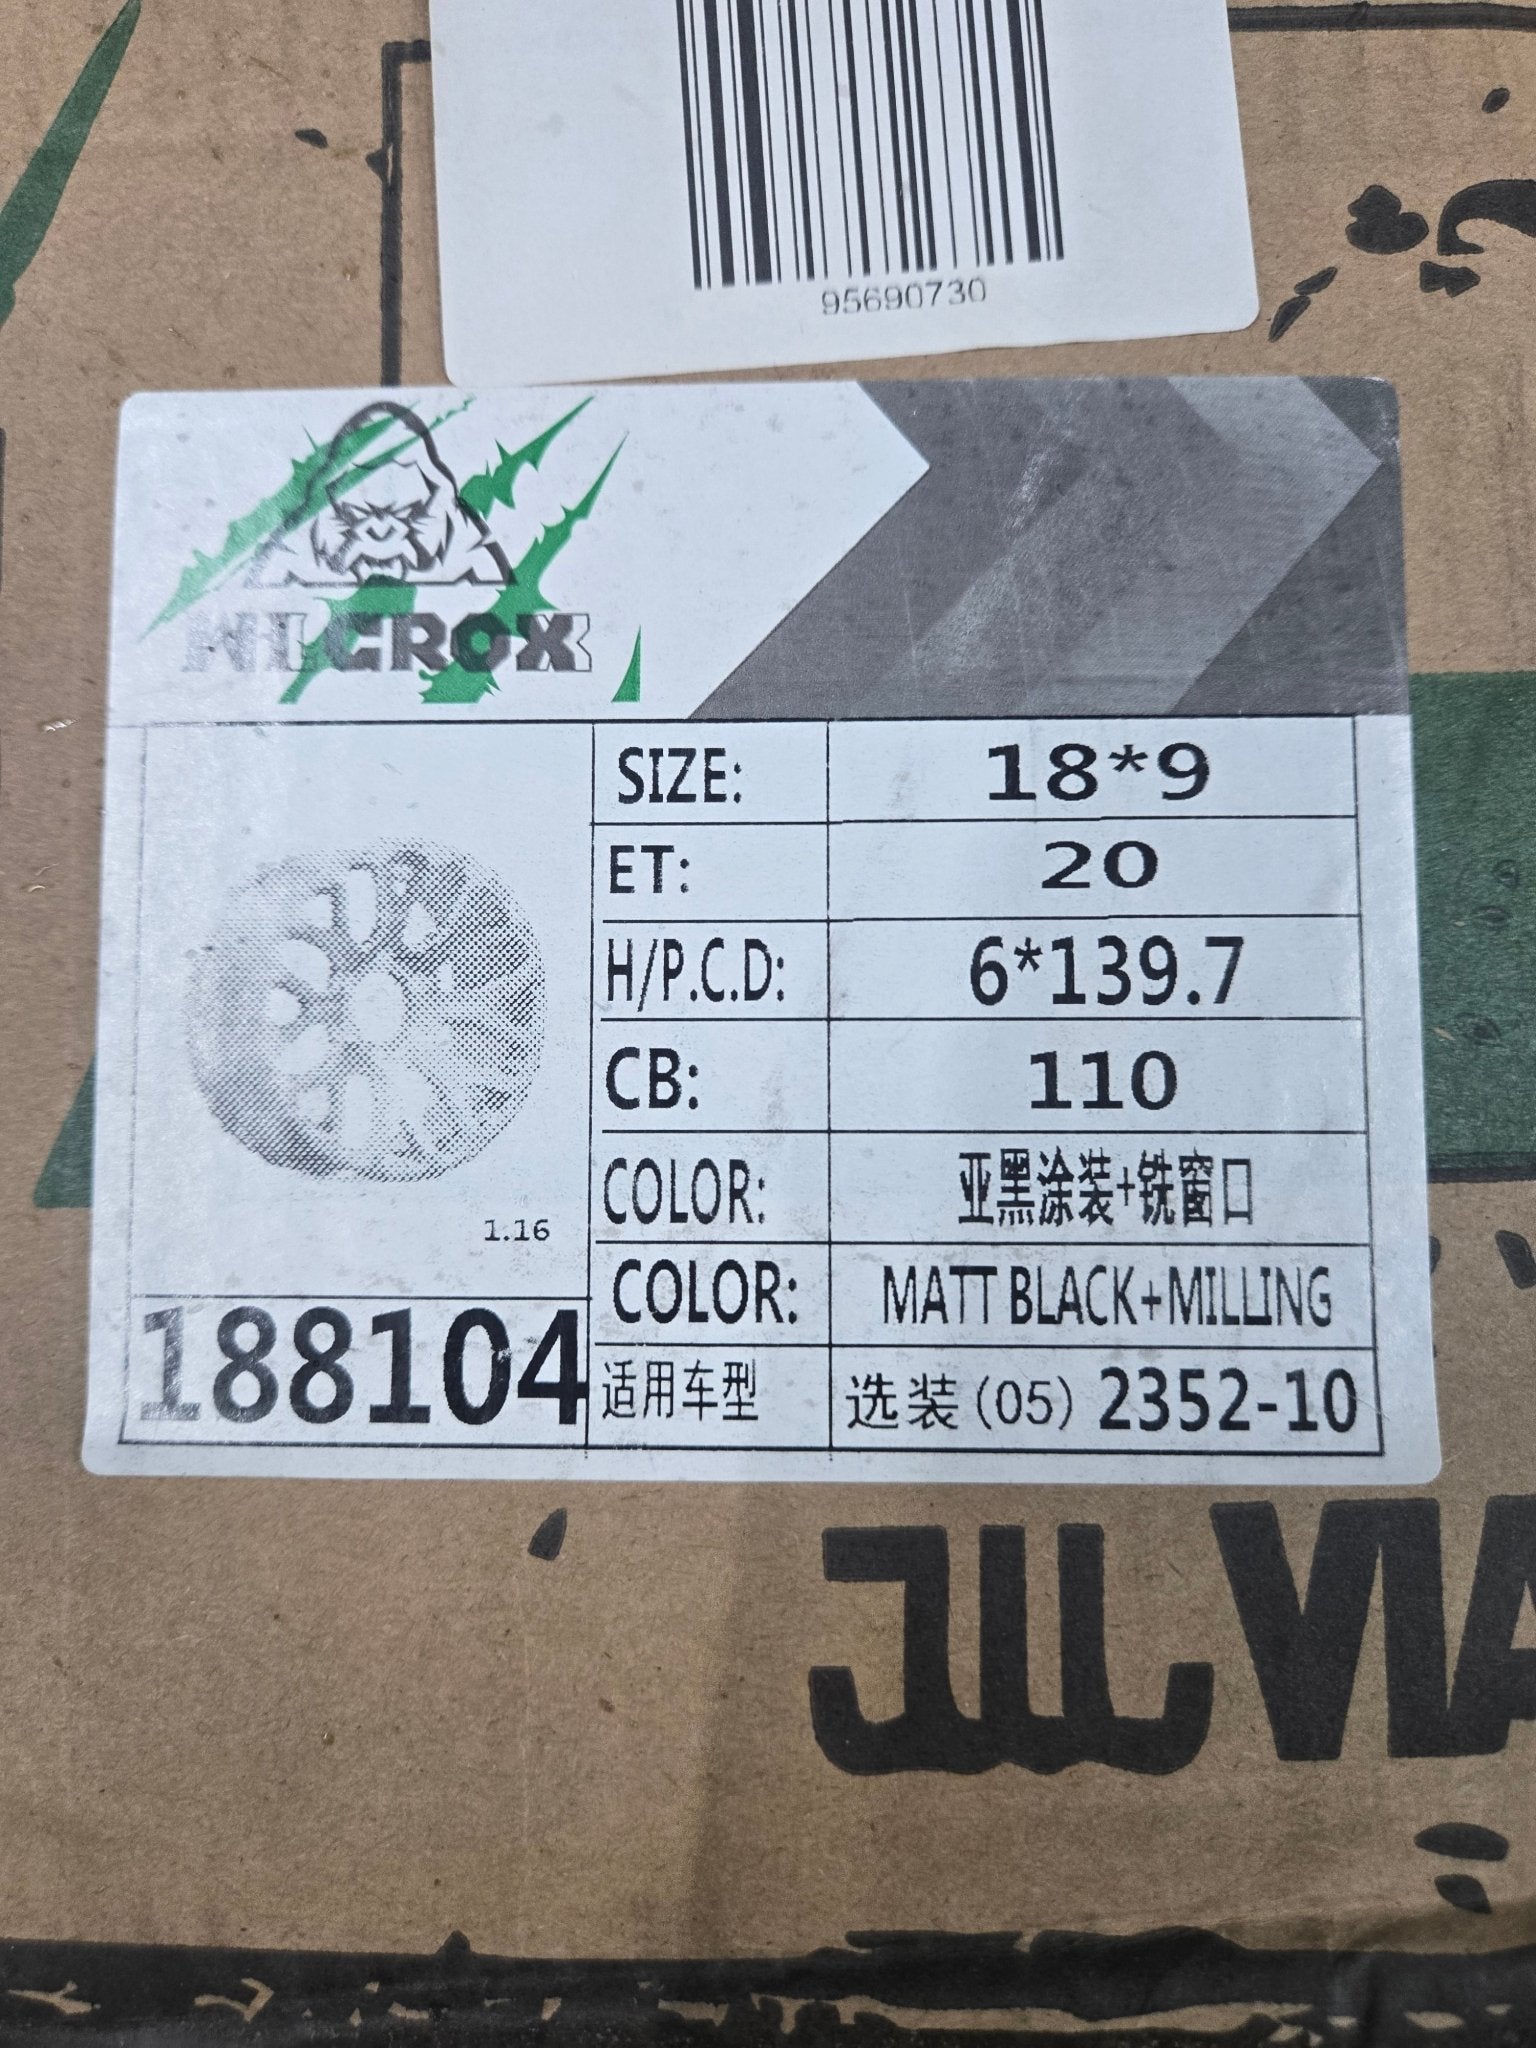 95690730
WILGROX
SIZE: 18*9
ET: 20
H/P.C.D: 6*139.7
CB: 110
COLOR: 亚黑涂装+铣窗口
1.16
COLOR: MATT BLACK+MILLING
188104
适用车型 选装(05) 2352-10